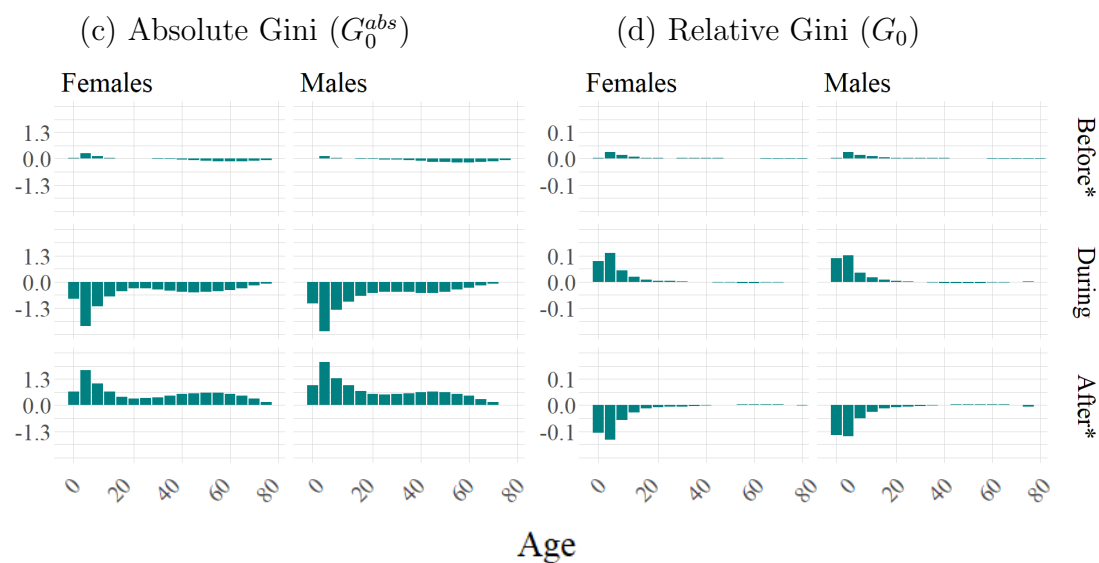 (c) Absolute Gini (G_0^{abs})
(d) Relative Gini (G_0)
Females
Males
Females
Males
1.3
0.0
-1.3
0.1
0.0
-0.1
Before*
1.3
0.0
-1.3
0.1
0.0
-0.1
During
1.3
0.0
-1.3
0.1
0.0
-0.1
After*
0 20 40 60 80
0 20 40 60 80
0 20 40 60 80
0 20 40 60 80
Age